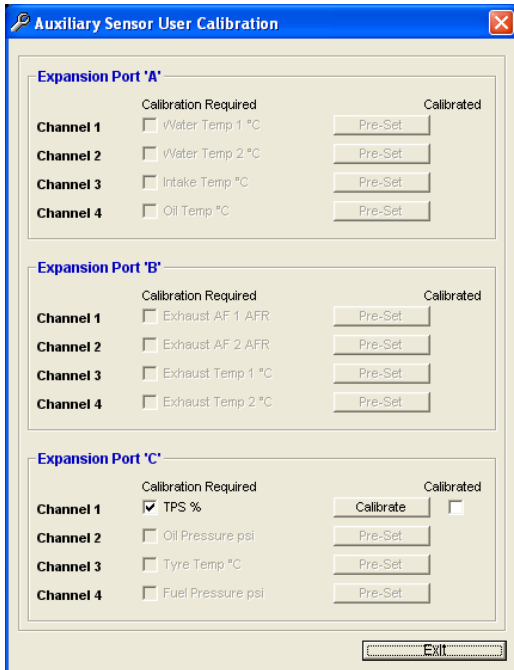 Auxiliary Sensor User Calibration
Expansion Port 'A'
Calibration Required Calibrated
Channel 1 Water Temp 1 °C Pre-Set
Channel 2 Water Temp 2 °C Pre-Set
Channel 3 Intake Temp °C Pre-Set
Channel 4 Oil Temp °C Pre-Set
Expansion Port 'B'
Calibration Required Calibrated
Channel 1 Exhaust AF 1 AFR Pre-Set
Channel 2 Exhaust AF 2 AFR Pre-Set
Channel 3 Exhaust Temp 1 °C Pre-Set
Channel 4 Exhaust Temp 2 °C Pre-Set
Expansion Port 'C'
Calibration Required Calibrated
Channel 1 TPS % Calibrate
Channel 2 Oil Pressure psi Pre-Set
Channel 3 Tyre Temp °C Pre-Set
Channel 4 Fuel Pressure psi Pre-Set
Exit